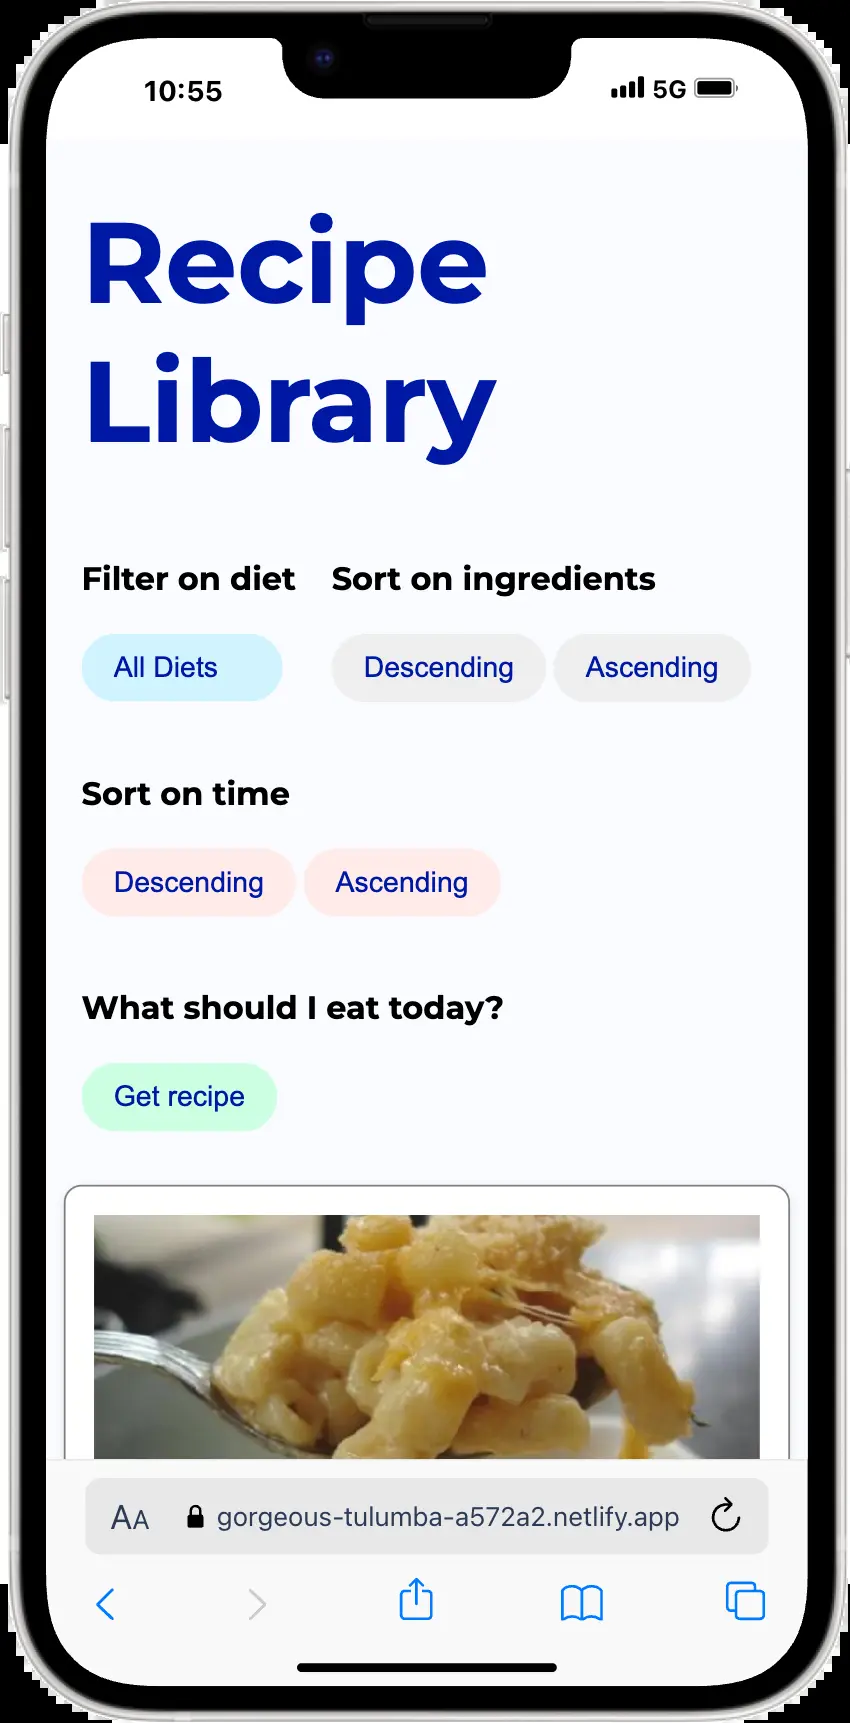 10:55 5G
Recipe
Library
Filter on diet Sort on ingredients
All Diets Descending Ascending
Sort on time
Descending Ascending
What should I eat today?
Get recipe
AA gorgeous-tulumba-a572a2.netlify.app